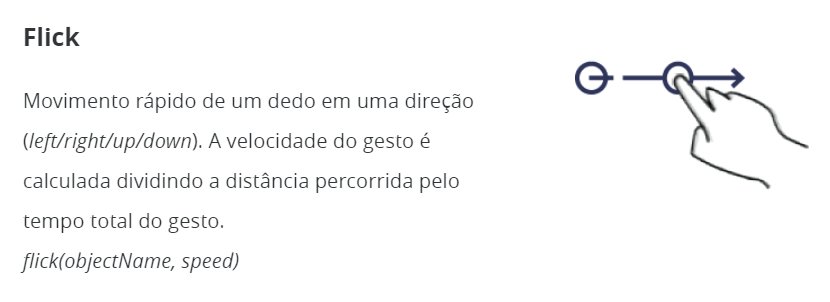 Flick
Movimento rápido de um dedo em uma direção
(left/right/up/down). A velocidade do gesto é
calculada dividindo a distância percorrida pelo
tempo total do gesto.
flick(objectName, speed)